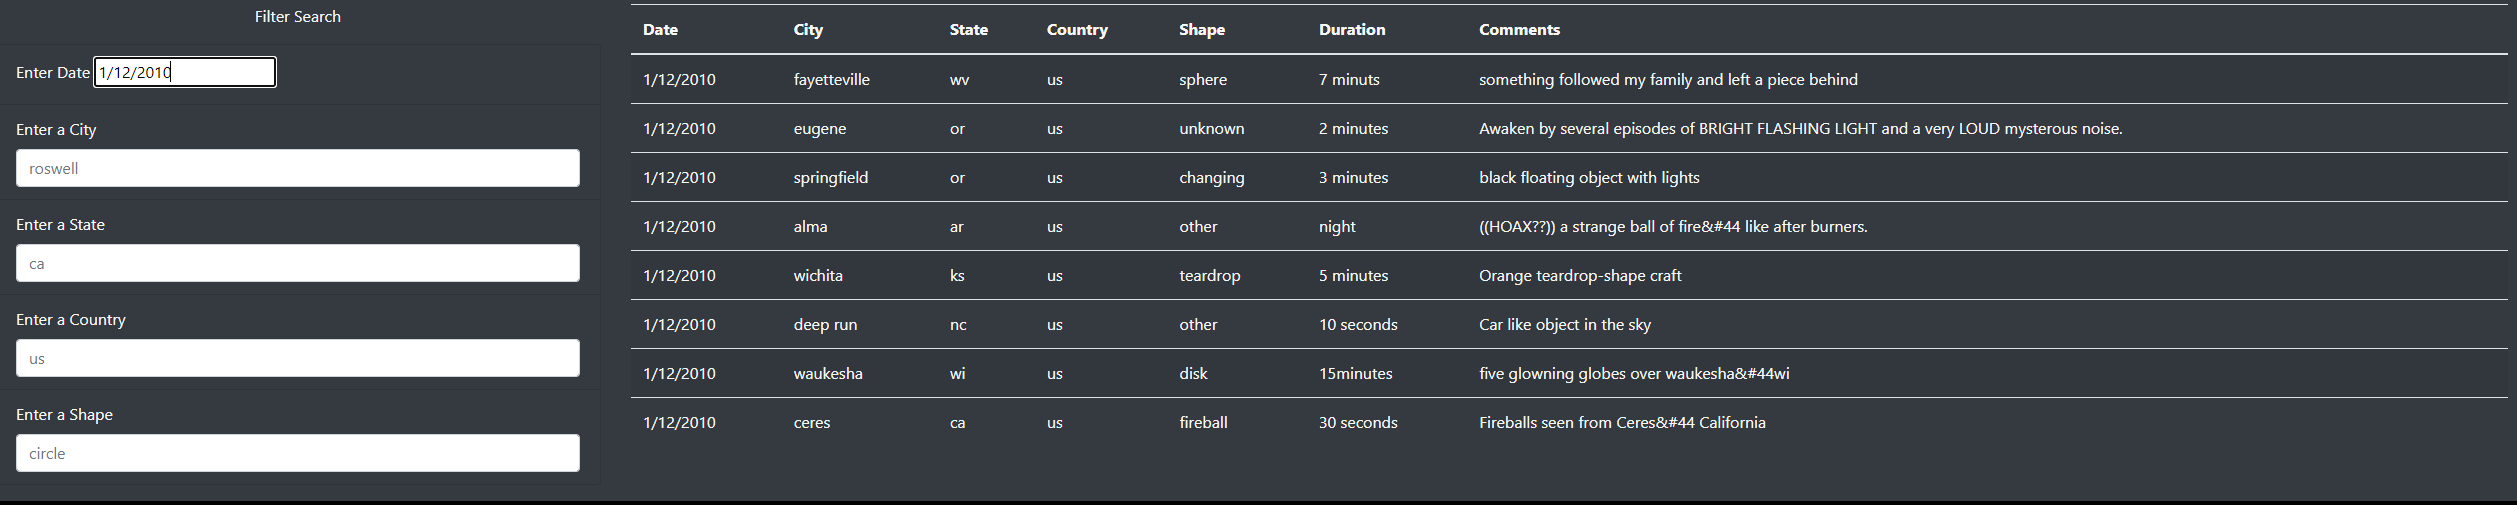 Filter Search
Enter Date 1/12/2010
Enter a City
roswell
Enter a State
ca
Enter a Country
us
Enter a Shape
circle
Date City State Country Shape Duration Comments
1/12/2010 fayetteville wv us sphere 7 minuts something followed my family and left a piece behind
1/12/2010 eugene or us unknown 2 minutes Awaken by several episodes of BRIGHT FLASHING LIGHT and a very LOUD mysterous noise.
1/12/2010 springfield or us changing 3 minutes black floating object with lights
1/12/2010 alma ar us other night ((HOAX??)) a strange ball of fire&#44 like after burners.
1/12/2010 wichita ks us teardrop 5 minutes Orange teardrop-shape craft
1/12/2010 deep run nc us other 10 seconds Car like object in the sky
1/12/2010 waukesha wi us disk 15minutes five glowning globes over waukesha&#44wi
1/12/2010 ceres ca us fireball 30 seconds Fireballs seen from Ceres&#44 California